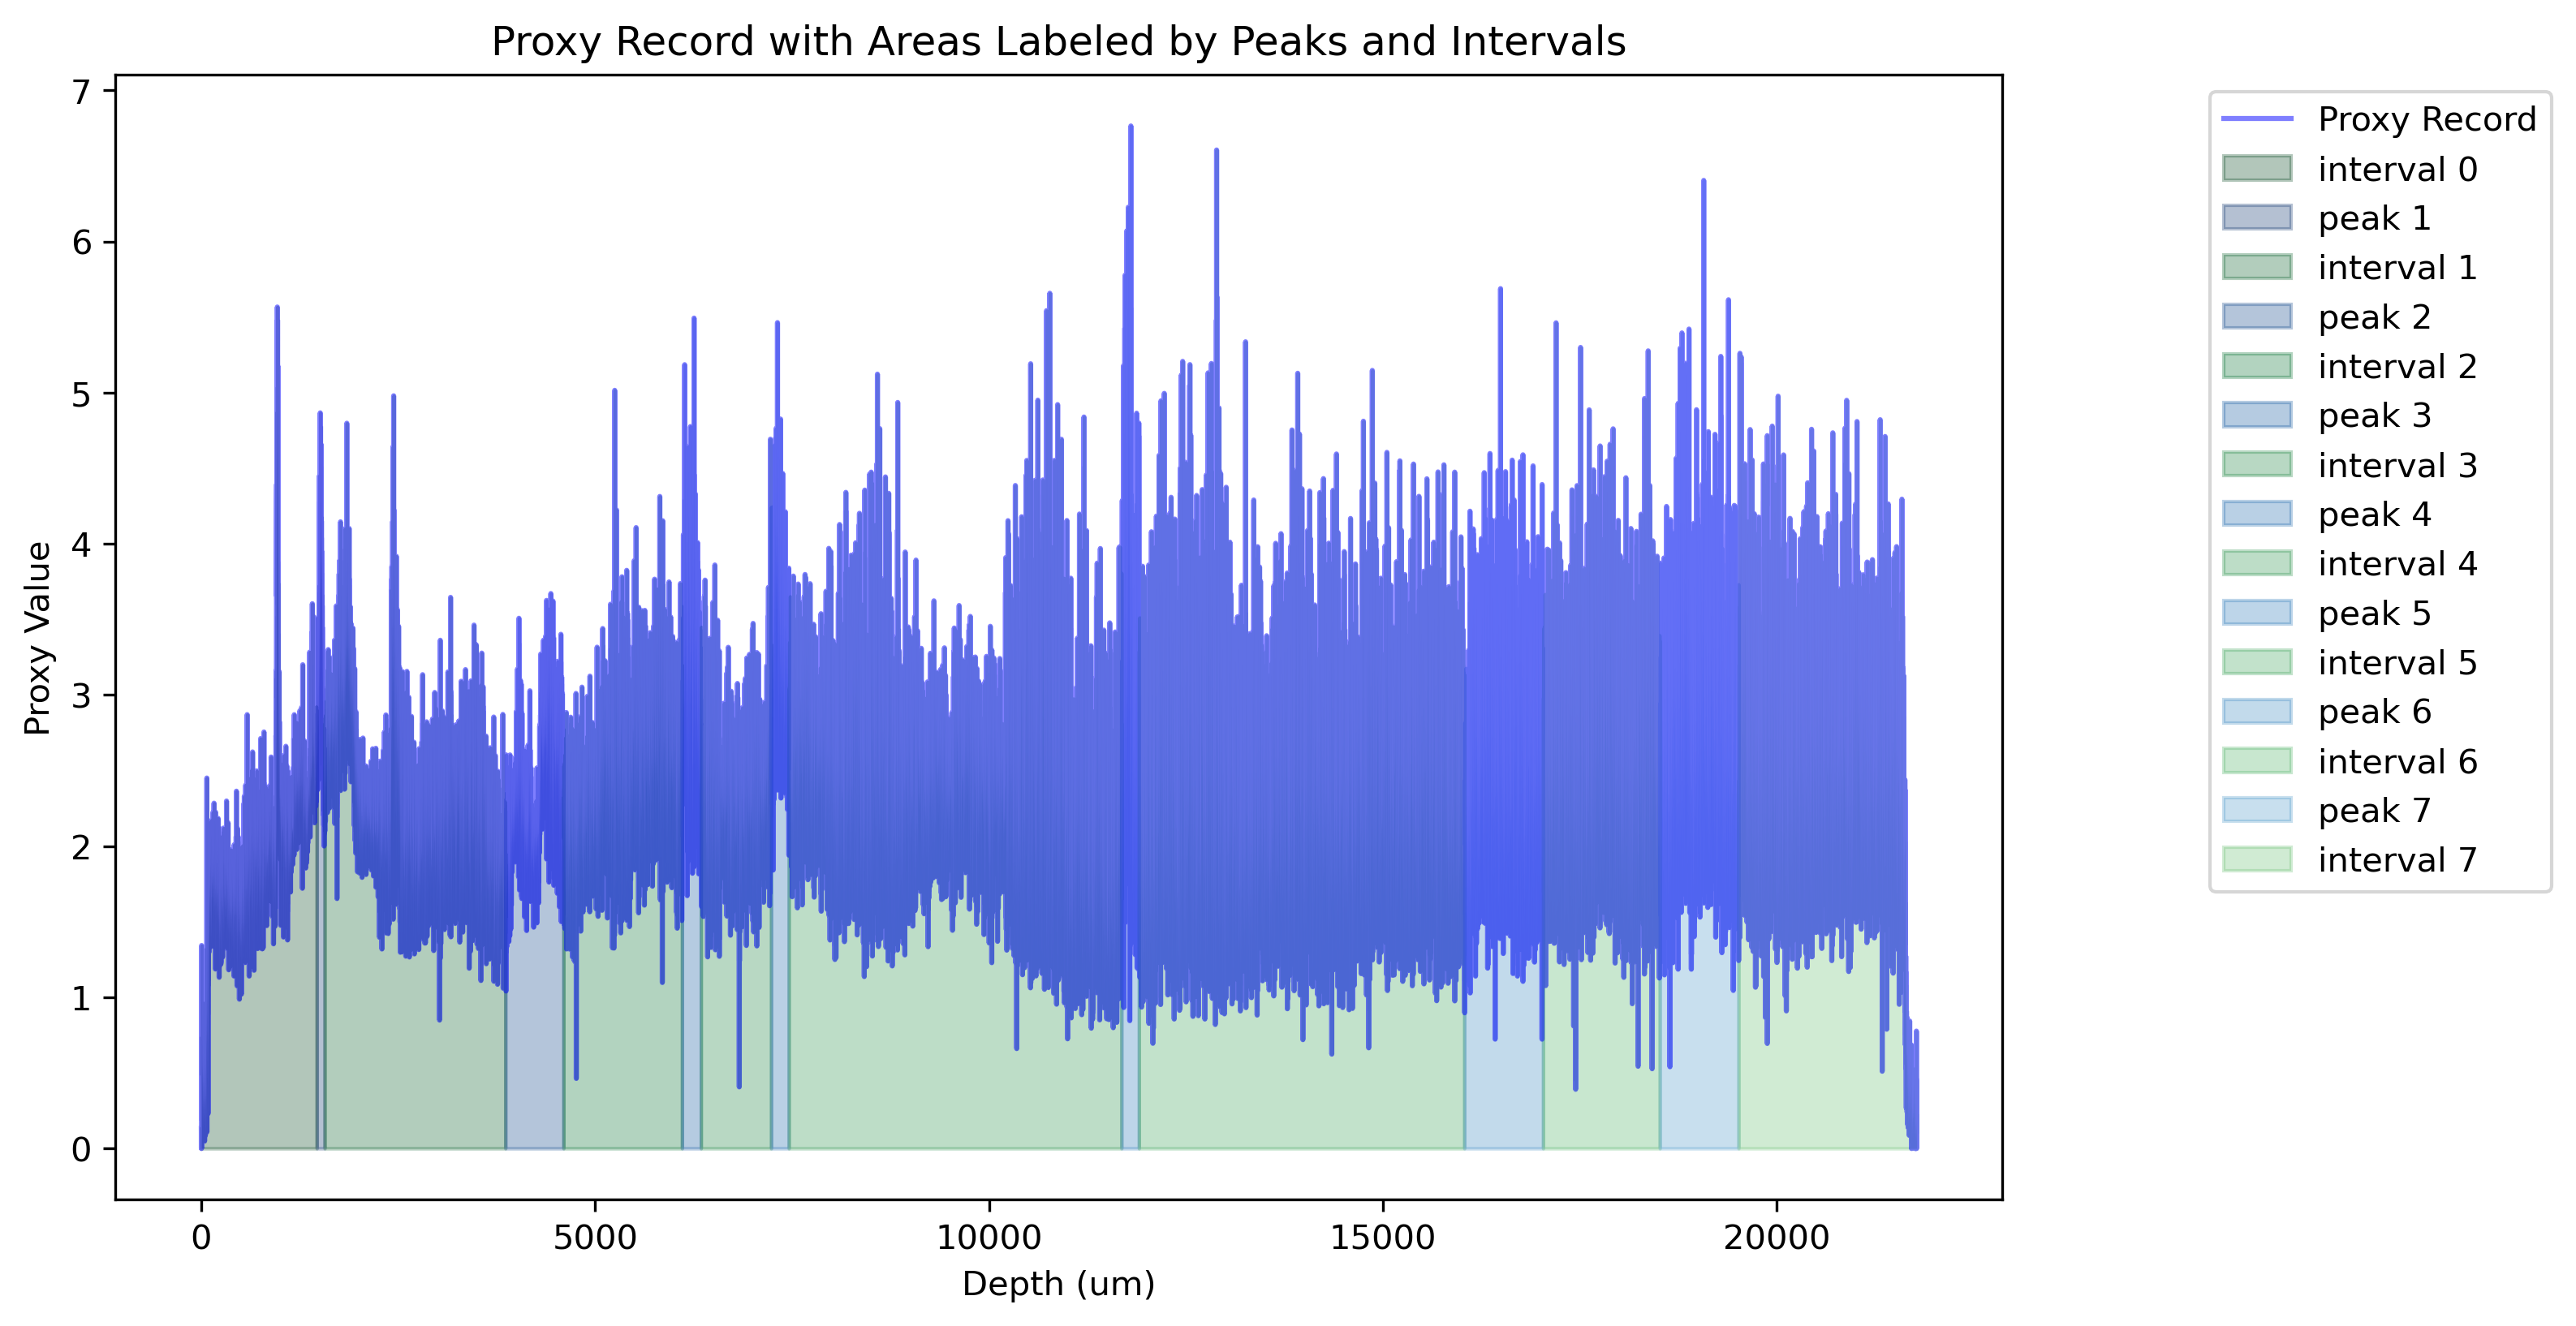 Proxy Record with Areas Labeled by Peaks and Intervals
7
6
5
4
3
2
1
0
Proxy Value
0
5000
10000
15000
20000
Depth (um)
Proxy Record
interval 0
peak 1
interval 1
peak 2
interval 2
peak 3
interval 3
peak 4
interval 4
peak 5
interval 5
peak 6
interval 6
peak 7
interval 7